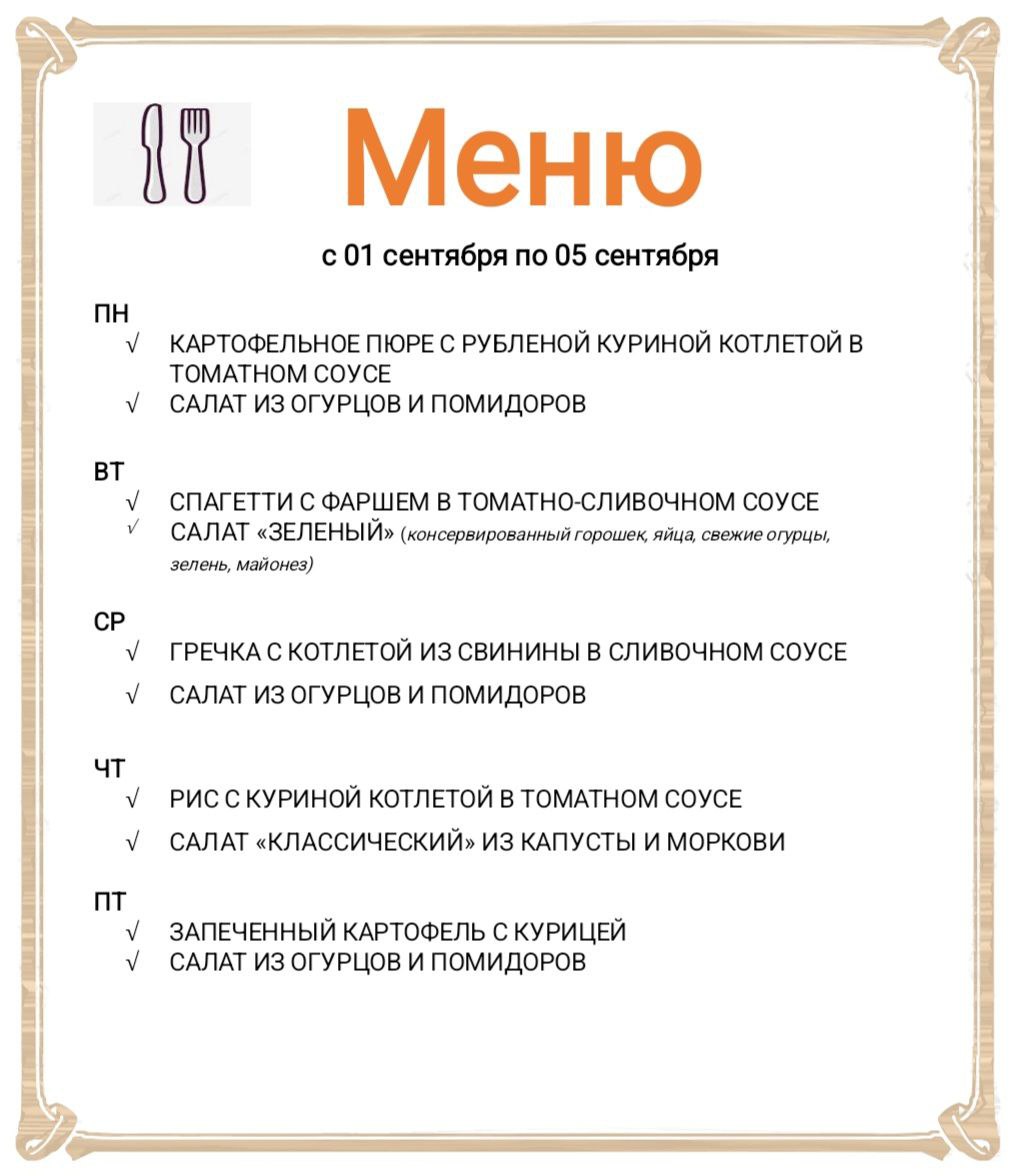 Меню
с 01 сентября по 05 сентября
ПН
√ КАРТОФЕЛЬНОЕ ПЮРЕ С РУБЛЕНОЙ КУРИНОЙ КОТЛЕТОЙ В
ТОМАТНОМ СОУСЕ
√ САЛАТ ИЗ ОГУРЦОВ И ПОМИДОРОВ
ВТ
√ СПАГЕТТИ С ФАРШЕМ В ТОМАТНО-СЛИВОЧНОМ СОУСЕ
√ САЛАТ «ЗЕЛЕНЫЙ» (консервированный горошек, яйца, свежие огурцы,
зелень, майонез)
СР
√ ГРЕЧКА С КОТЛЕТОЙ ИЗ СВИНИНЫ В СЛИВОЧНОМ СОУСЕ
√ САЛАТ ИЗ ОГУРЦОВ И ПОМИДОРОВ
ЧТ
√ РИС С КУРИНОЙ КОТЛЕТОЙ В ТОМАТНОМ СОУСЕ
√ САЛАТ «КЛАССИЧЕСКИЙ» ИЗ КАПУСТЫ И МОРКОВИ
ПТ
√ ЗАПЕЧЕННЫЙ КАРТОФЕЛЬ С КУРИЦЕЙ
√ САЛАТ ИЗ ОГУРЦОВ И ПОМИДОРОВ